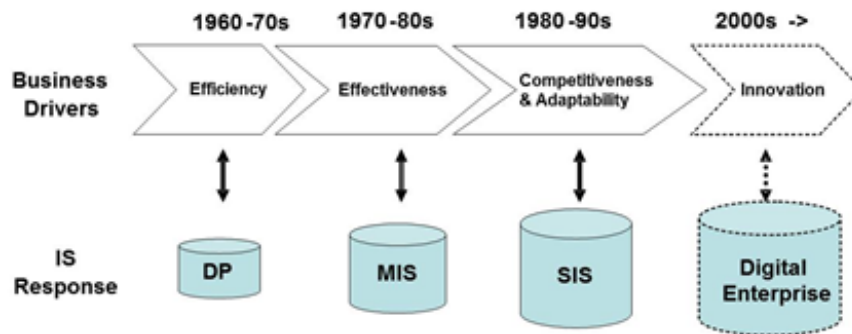 1960-70s 1970-80s 1980-90s 2000s ->
Business
Drivers
Efficiency
Effectiveness
Competitiveness
& Adaptability
Innovation
IS
Response
DP
MIS
SIS
Digital
Enterprise